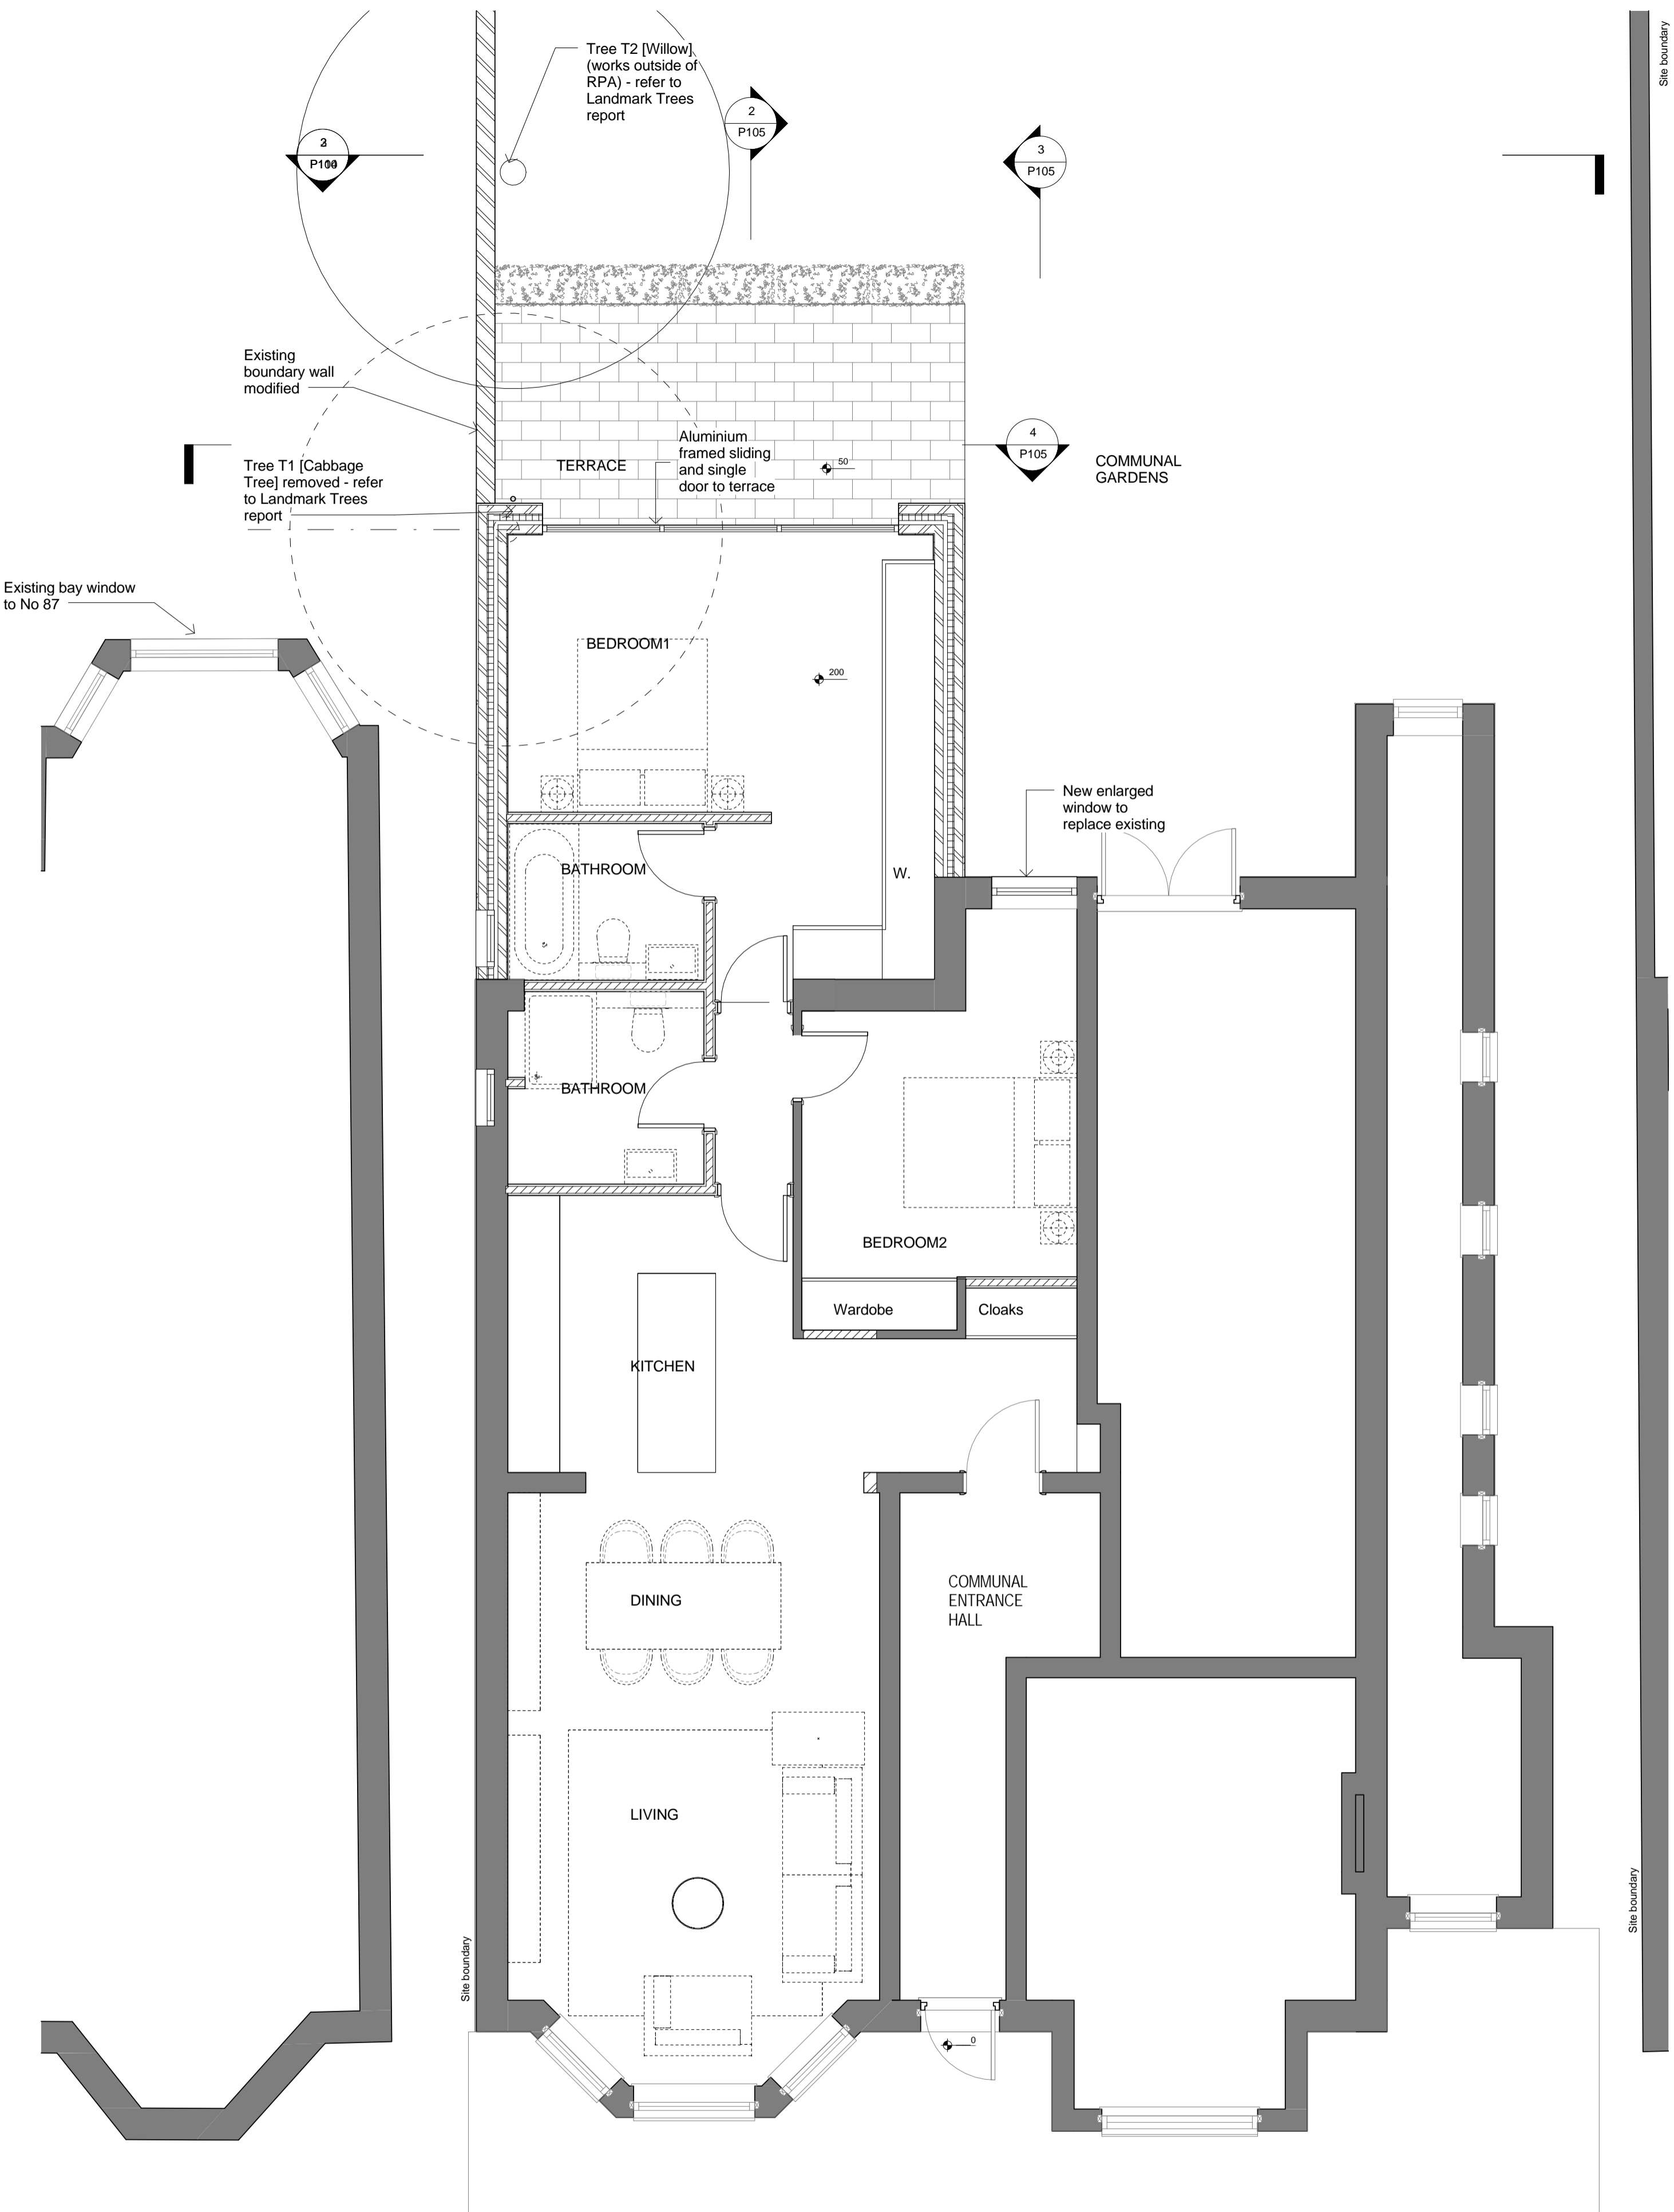 Site boundary
Tree T2 [Willow]
(works outside of
RPA) - refer to
Landmark Trees
report
2
P105
3
P105
Existing
boundary wall
modified
Aluminium
framed sliding
and single
door to terrace
TERRACE
50
4
P105
COMMUNAL
GARDENS
Tree T1 [Cabbage
Tree] removed - refer
to Landmark Trees
report
Existing bay window
to No 87
BEDROOM1
200
New enlarged
window to
replace existing
BATHROOM
W.
BATHROOM
BEDROOM2
Wardobe
Cloaks
KITCHEN
DINING
COMMUNAL
ENTRANCE
HALL
LIVING
Site boundary
Site boundary
0